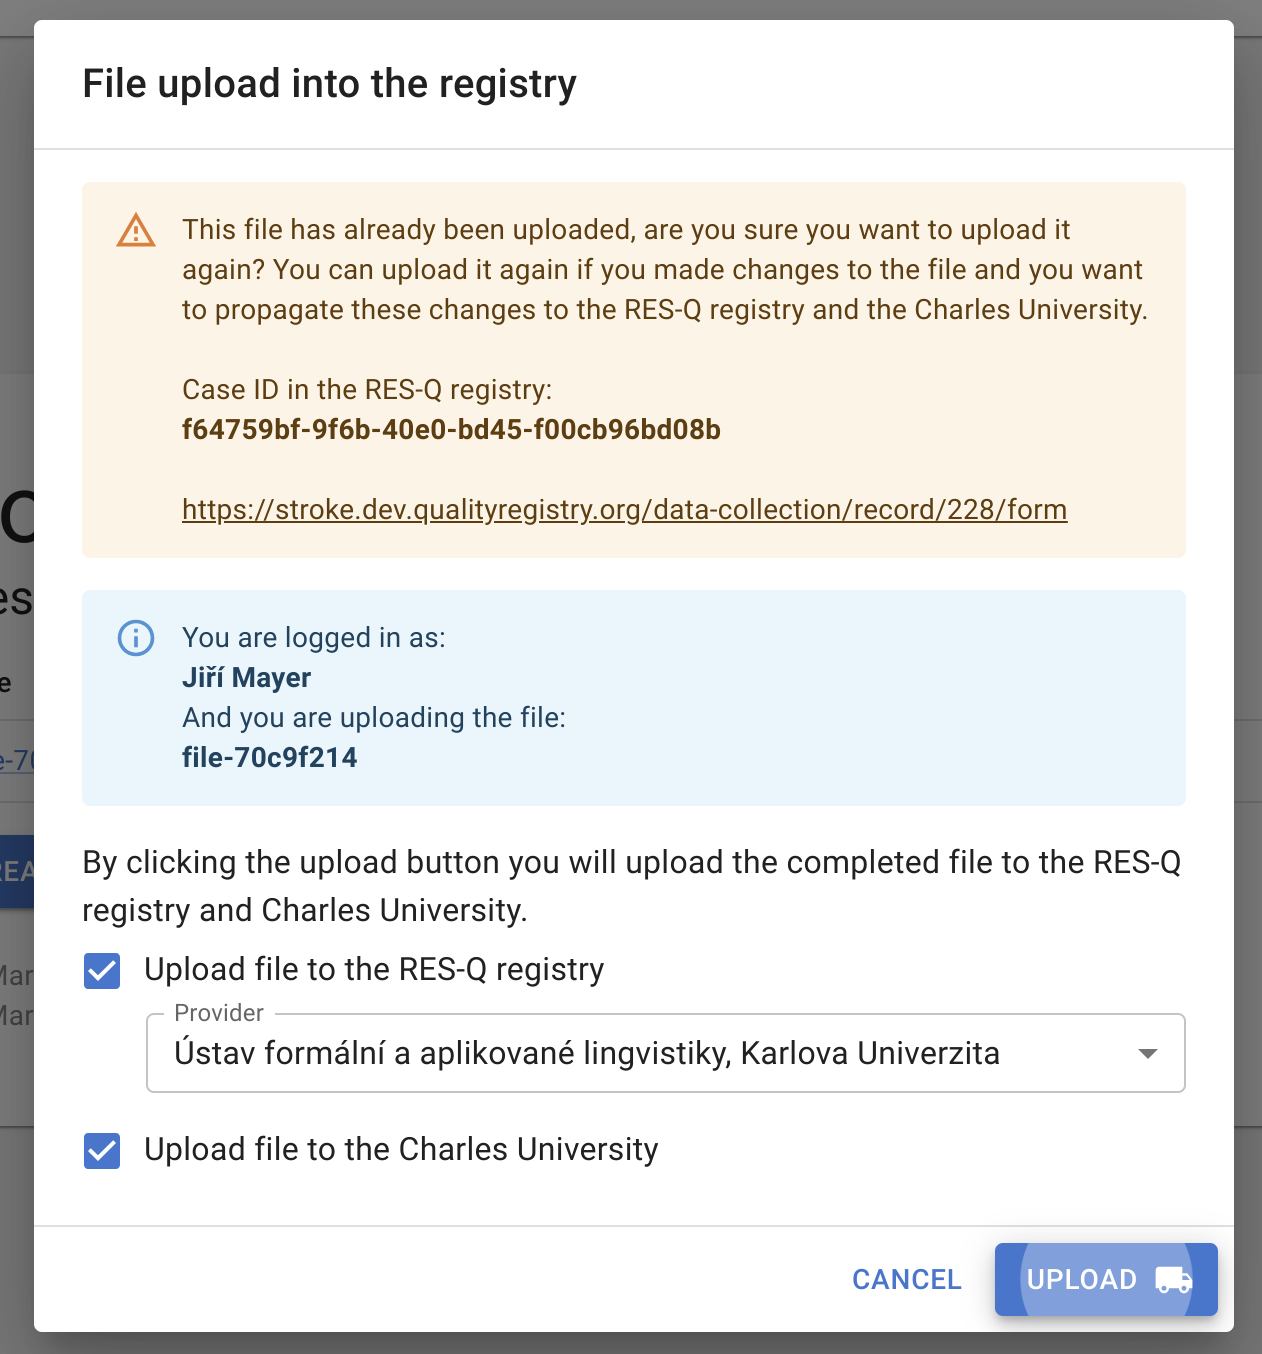 File upload into the registry
This file has already been uploaded, are you sure you want to upload it
again? You can upload it again if you made changes to the file and you want
to propagate these changes to the RES-Q registry and the Charles University.
Case ID in the RES-Q registry:
f64759bf-9f6b-40e0-bd45-f00cb96bd08b
https://stroke.dev.qualityregistry.org/data-collection/record/228/form
You are logged in as:
Jiří Mayer
And you are uploading the file:
file-70c9f214
By clicking the upload button you will upload the completed file to the RES-Q
registry and Charles University.
Upload file to the RES-Q registry
Provider
Ústav formální a aplikované lingvistiky, Karlova Univerzita
Upload file to the Charles University
CANCEL
UPLOAD